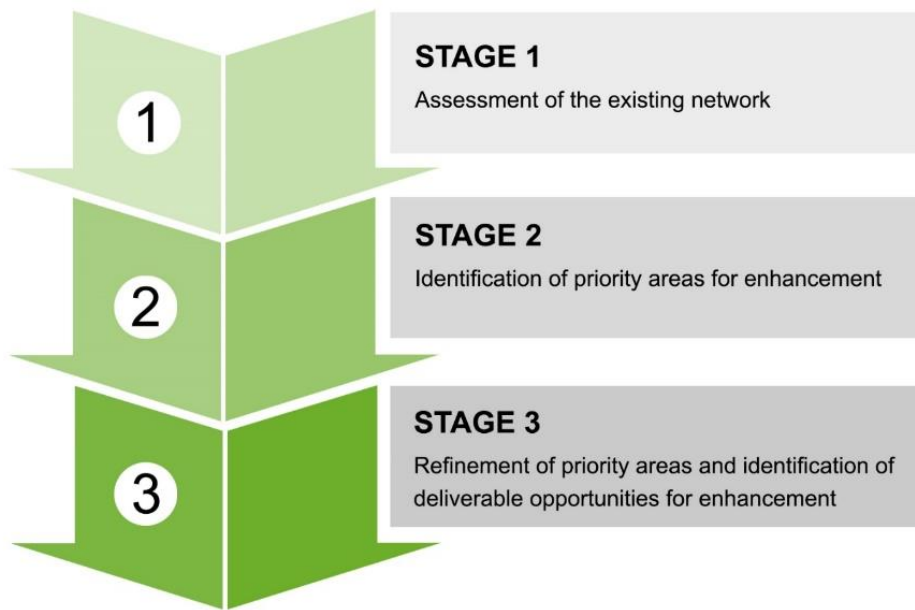 1
STAGE 1
Assessment of the existing network
2
STAGE 2
Identification of priority areas for enhancement
3
STAGE 3
Refinement of priority areas and identification of
deliverable opportunities for enhancement